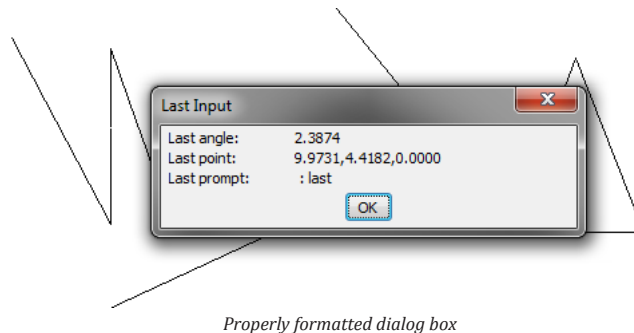 Last Input
Last angle: 2.3874
Last point: 9.9731,4.4182,0.0000
Last prompt: : last
OK
Properly formatted dialog box